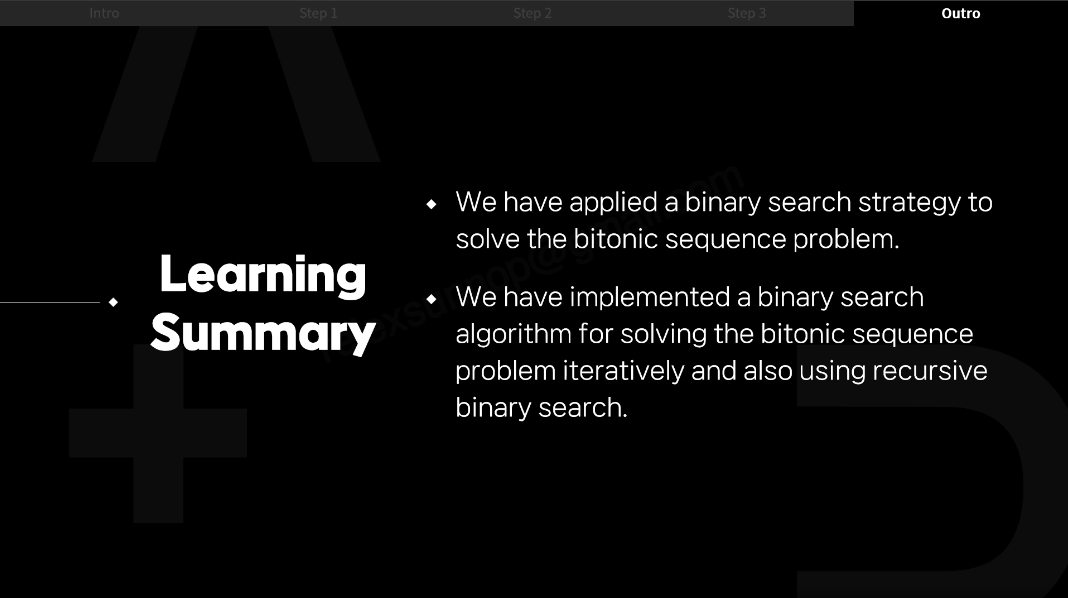 Intro
Step 1
Step 2
Step 3
Outro
Learning
Summary
We have applied a binary search strategy to
solve the bitonic sequence problem.
We have implemented a binary search
algorithm for solving the bitonic sequence
problem iteratively and also using recursive
binary search.